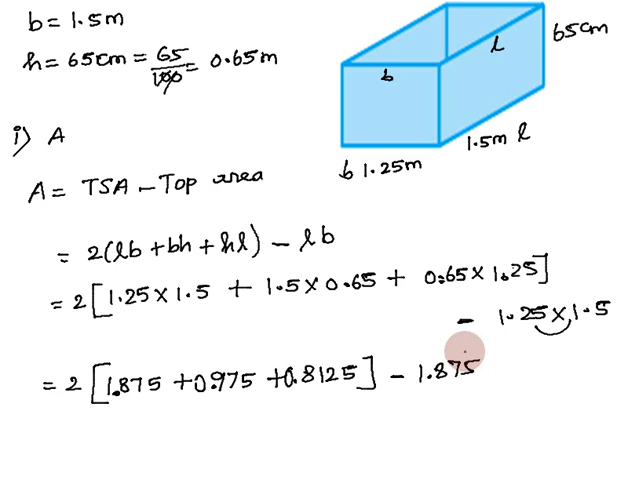 b = 1.5m
h = 65cm = 65/100 = 0.65m
65cm
l
b
1.5m l
b 1.25m
i) A
A = TSA - Top area
= 2(lb + bh + hl) - lb
= 2[1.25 × 1.5 + 1.5 × 0.65 + 0.65 × 1.25]
- 1.25 × 1.5
= 2[1.875 + 0.975 + 0.8125] - 1.875